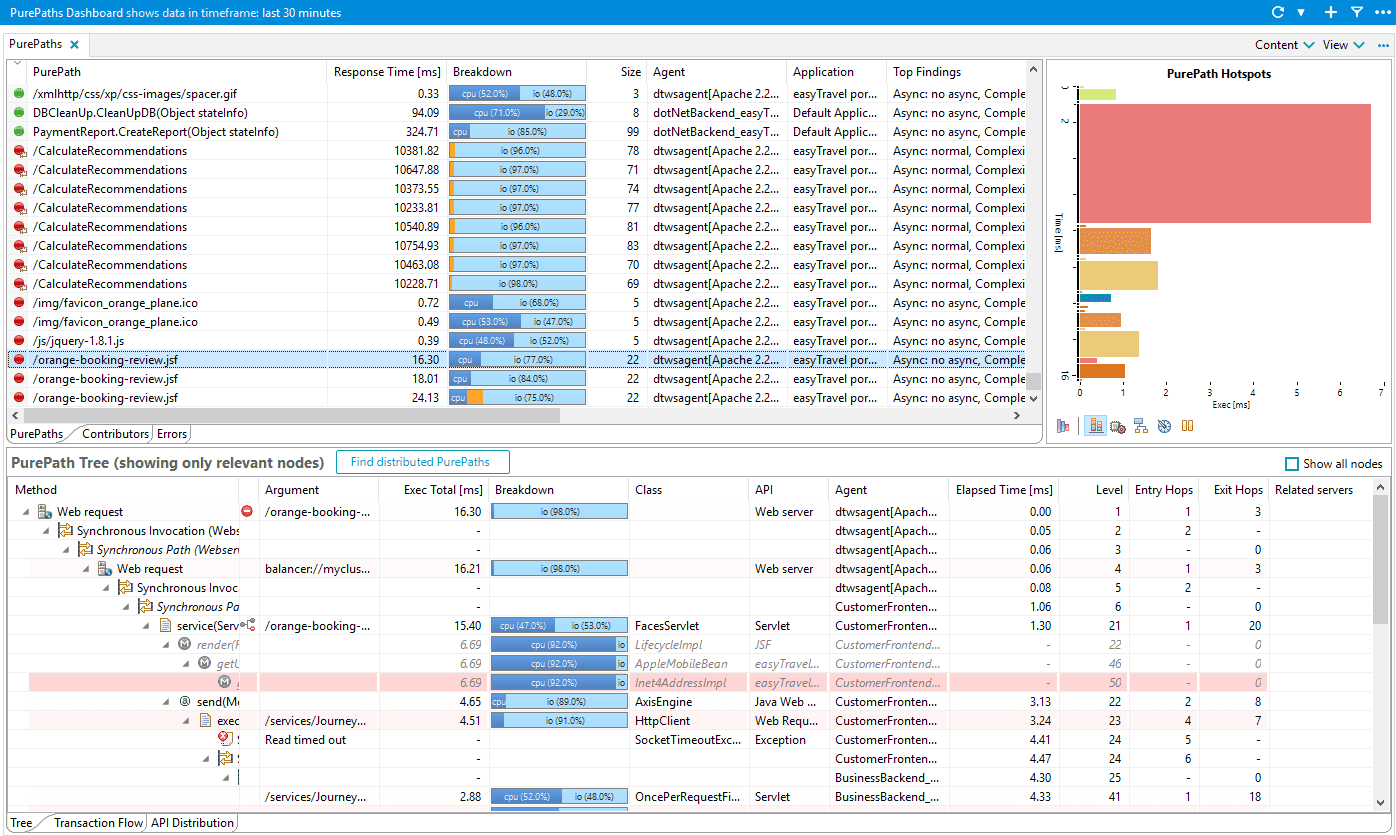 PurePaths Dashboard shows data in timeframe: last 30 minutes
PurePaths
Content View
PurePath Response Time [ms] Breakdown Size Agent Application Top Findings
/xmlhttp/css/xp/css-images/spacer.gif 0.33 cpu (52.0%) io (48.0%) 3 dtwsagent[Apache 2.2... easyTravel por... Async: no async, Comple
DBCleanUp.CleanUpDB(Object stateInfo) 94.09 cpu (71.0%) io (29.0%) 8 dotNetBackend_easyT... Default Applic... Async: no async, Comple
PaymentReport.CreateReport(Object stateInfo) 324.71 cpu io (85.0%) 99 dotNetBackend_easyT... Default Applic... Async: no async, Comple
/CalculateRecommendations 10381.82 io (96.0%) 78 dtwsagent[Apache 2.2... easyTravel por... Async: normal, Complexi
/CalculateRecommendations 10647.88 io (97.0%) 71 dtwsagent[Apache 2.2... easyTravel por... Async: normal, Complexi
/CalculateRecommendations 10373.55 io (97.0%) 74 dtwsagent[Apache 2.2... easyTravel por... Async: normal, Complexi
/CalculateRecommendations 10233.81 io (97.0%) 77 dtwsagent[Apache 2.2... easyTravel por... Async: normal, Complexi
/CalculateRecommendations 10540.89 io (96.0%) 81 dtwsagent[Apache 2.2... easyTravel por... Async: normal, Complexi
/CalculateRecommendations 10754.93 io (97.0%) 83 dtwsagent[Apache 2.2... easyTravel por... Async: normal, Complexi
/CalculateRecommendations 10463.08 io (97.0%) 70 dtwsagent[Apache 2.2... easyTravel por... Async: normal, Complexi
/CalculateRecommendations 10228.71 io (98.0%) 69 dtwsagent[Apache 2.2... easyTravel por... Async: normal, Complexi
/img/favicon_orange_plane.ico 0.72 cpu io (68.0%) 5 dtwsagent[Apache 2.2... easyTravel por... Async: no async, Comple
/img/favicon_orange_plane.ico 0.49 cpu (53.0%) io (47.0%) 5 dtwsagent[Apache 2.2... easyTravel por... Async: no async, Comple
/js/jquery-1.8.1.js 0.39 cpu (48.0%) io (52.0%) 5 dtwsagent[Apache 2.2... easyTravel por... Async: no async, Comple
/orange-booking-review.jsf 16.30 cpu io (77.0%) 22 dtwsagent[Apache 2.2... easyTravel por... Async: no async, Comple
/orange-booking-review.jsf 18.01 cpu io (84.0%) 22 dtwsagent[Apache 2.2... easyTravel por... Async: no async, Comple
/orange-booking-review.jsf 24.13 cpu io (75.0%) 22 dtwsagent[Apache 2.2... easyTravel por... Async: no async, Comple
PurePaths Contributors Errors
PurePath Hotspots
0
2
Time [ms]
16
0 1 2 3 4 5 6 7
Exec [ms]
PurePath Tree (showing only relevant nodes) Find distributed PurePaths Show all nodes
Method Argument Exec Total [ms] Breakdown Class API Agent Elapsed Time [ms] Level Entry Hops Exit Hops Related servers
Web request /orange-booking-... 16.30 io (98.0%) Web server dtwsagent[Apach... 0.00 1 1 3
Synchronous Invocation (Webs - dtwsagent[Apach... 0.05 2 2 -
Synchronous Path (Webserv - dtwsagent[Apach... 0.06 3 - 0
Web request balancer://myclus... 16.21 io (98.0%) Web server dtwsagent[Apach... 0.06 4 1 3
Synchronous Invoc - dtwsagent[Apach... 0.08 5 2 -
Synchronous Pa - CustomerFronten... 1.06 6 - 0
service(Serv /orange-booking-... 15.40 cpu (47.0%) io (53.0%) FacesServlet Servlet CustomerFronten... 1.30 21 1 20
render(F 6.69 cpu (92.0%) io LifecycleImpl JSF CustomerFrontend... - 22 - 0
getL 6.69 cpu (92.0%) io AppleMobileBean easyTravel... CustomerFrontend... - 46 - 0
6.69 cpu (92.0%) io Inet4AddressImpl easyTravel... CustomerFrontend... - 50 - 0
send(Me 4.65 cpu io (89.0%) AxisEngine Java Web ... CustomerFronten... 3.13 22 2 8
exec /services/Journey... 4.51 io (91.0%) HttpClient Web Requ... CustomerFronten... 3.24 23 4 7
Read timed out - SocketTimeoutExc... Exception CustomerFronten... 4.41 24 5 -
- CustomerFronten... 4.47 24 6 -
- BusinessBackend_... 4.30 25 - 0
/services/Journey... 2.88 cpu (52.0%) io (48.0%) OncePerRequestFi... Servlet BusinessBackend_... 4.33 41 1 18
Tree Transaction Flow API Distribution